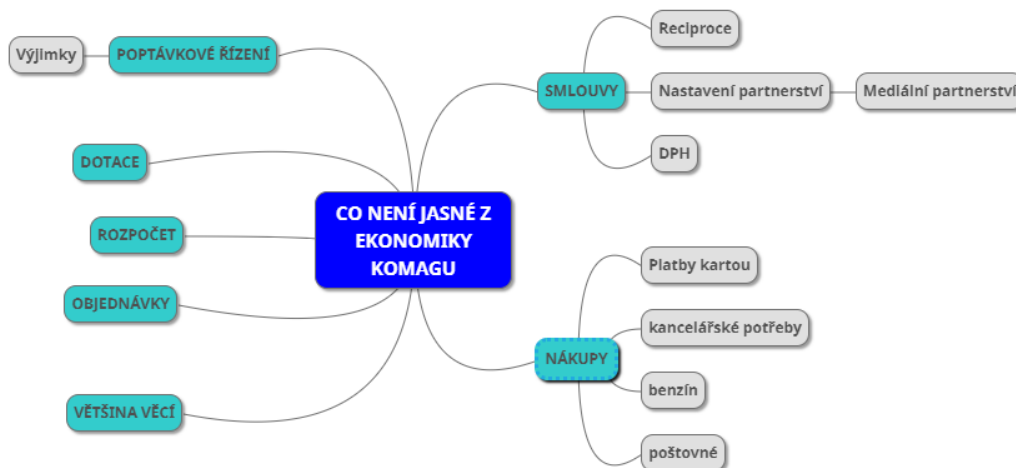 CO NENÍ JASNÉ Z
EKONOMIKY
KOMAGU
POPTÁVKOVÉ ŘÍZENÍ
Výjimky
DOTACE
ROZPOČET
OBJEDNÁVKY
VĚTŠINA VĚCÍ
SMLOUVY
Reciproce
Nastavení partnerství
Mediální partnerství
DPH
NÁKUPY
Platby kartou
kancelářské potřeby
benzín
poštovné